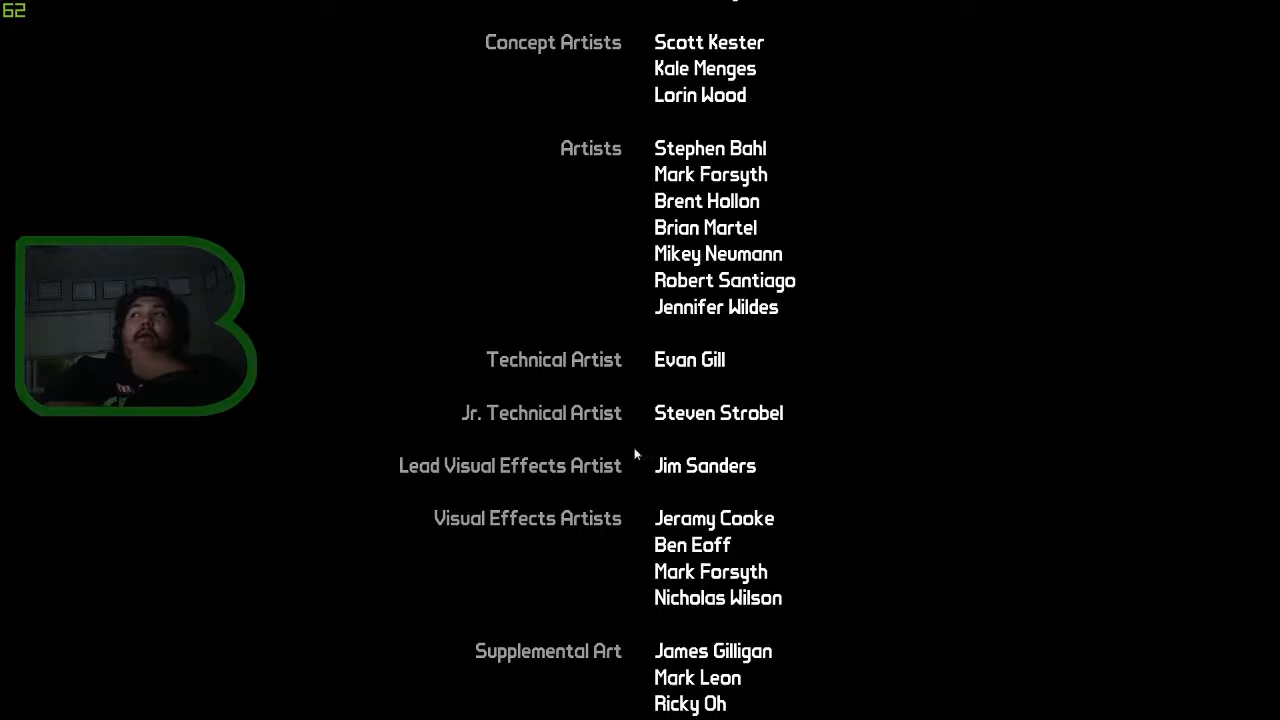 62
Concept Artists Scott Kester
Kale Menges
Lorin Wood
Artists Stephen Bahl
Mark Forsyth
Brent Hollon
Brian Martel
Mikey Neumann
Robert Santiago
Jennifer Wildes
Technical Artist Evan Gill
Jr. Technical Artist Steven Strobel
Lead Visual Effects Artist Jim Sanders
Visual Effects Artists Jeramy Cooke
Ben Eoff
Mark Forsyth
Nicholas Wilson
Supplemental Art James Gilligan
Mark Leon
Ricky Oh